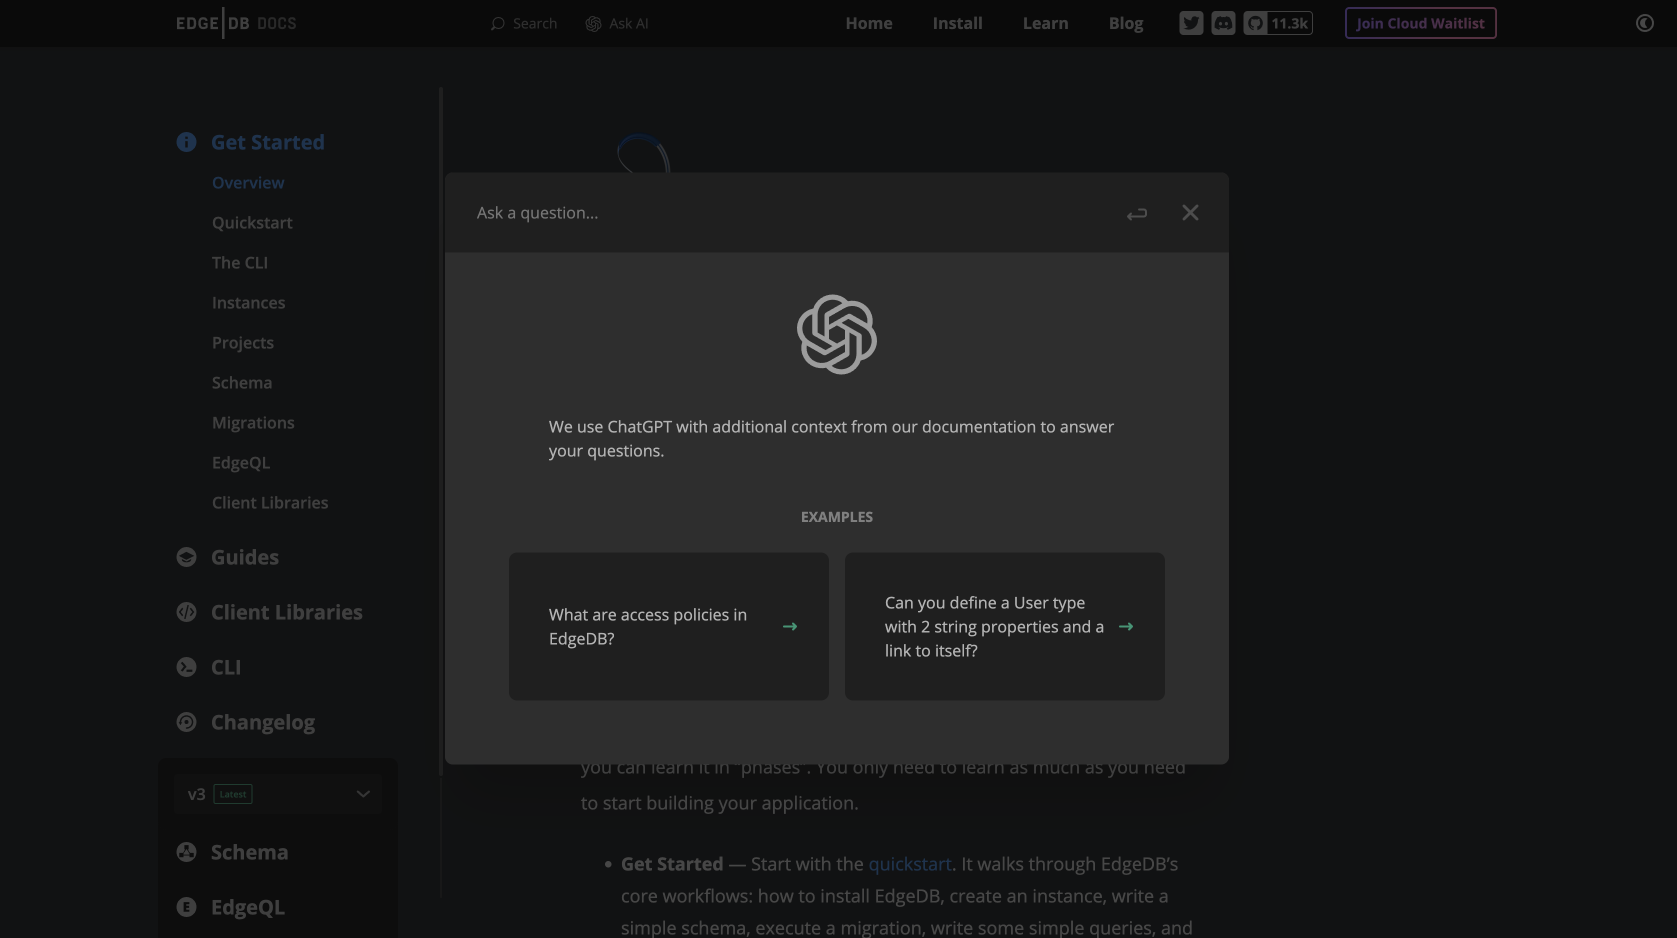 EDGE|DB DOCS
Search
Ask AI
Home
Install
Learn
Blog
11.3k
Join Cloud Waitlist
Get Started
Overview
Quickstart
The CLI
Instances
Projects
Schema
Migrations
EdgeQL
Client Libraries
Guides
Client Libraries
CLI
Changelog
v3 Latest
Schema
EdgeQL
Ask a question...
We use ChatGPT with additional context from our documentation to answer
your questions.
EXAMPLES
What are access policies in
EdgeDB?
Can you define a User type
with 2 string properties and a
link to itself?
you can learn it in "phases". You only need to learn as much as you need
to start building your application.
• Get Started — Start with the quickstart. It walks through EdgeDB's
core workflows: how to install EdgeDB, create an instance, write a
simple schema, execute a migration, write some simple queries, and